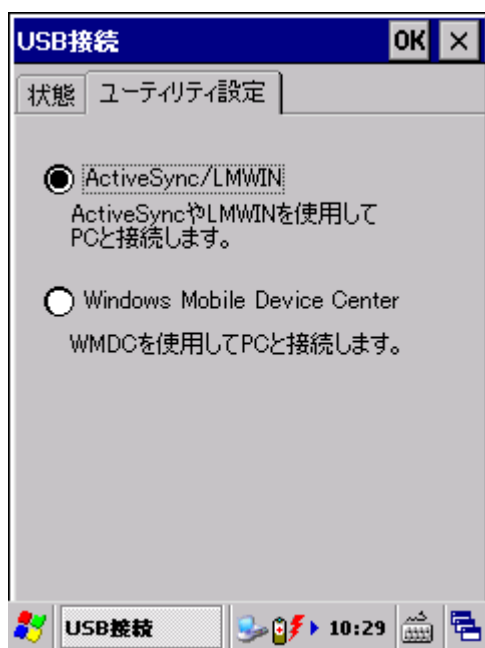 USB接続 OK ×
状態 ユーティリティ設定
ActiveSync/LMWIN
ActiveSyncやLMWINを使用して
PCと接続します。
Windows Mobile Device Center
WMDCを使用してPCと接続します。
USB接続 10:29